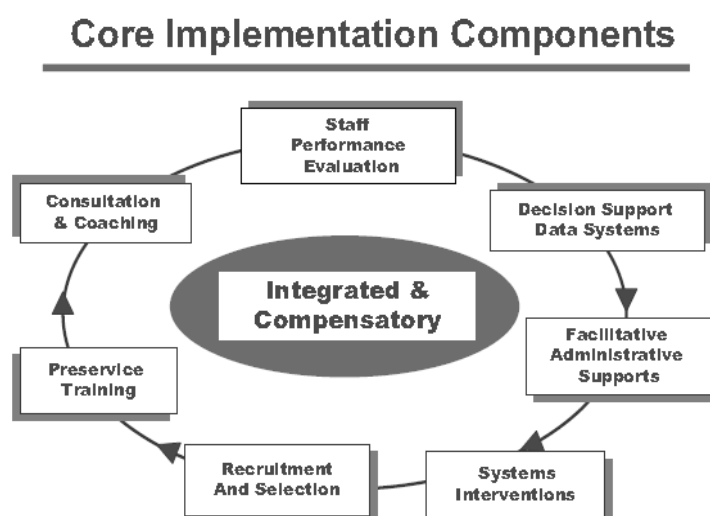 Core Implementation Components
Staff
Performance
Evaluation
Consultation
& Coaching
Decision Support
Data Systems
Integrated &
Compensatory
Facilitative
Administrative
Supports
Preservice
Training
Recruitment
And Selection
Systems
Interventions